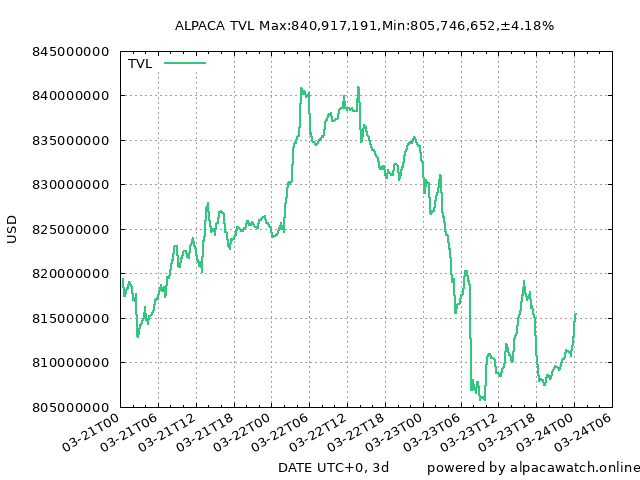 ALPACA TVL Max:840,917,191,Min:805,746,652,±4.18%
TVL
845000000
840000000
835000000
830000000
825000000
820000000
815000000
810000000
805000000
USD
03-21T00
03-21T06
03-21T12
03-21T18
03-22T00
03-22T06
03-22T12
03-22T18
03-23T00
03-23T06
03-23T12
03-23T18
03-24T00
03-24T06
DATE UTC+0, 3d
powered by alpacawatch.online